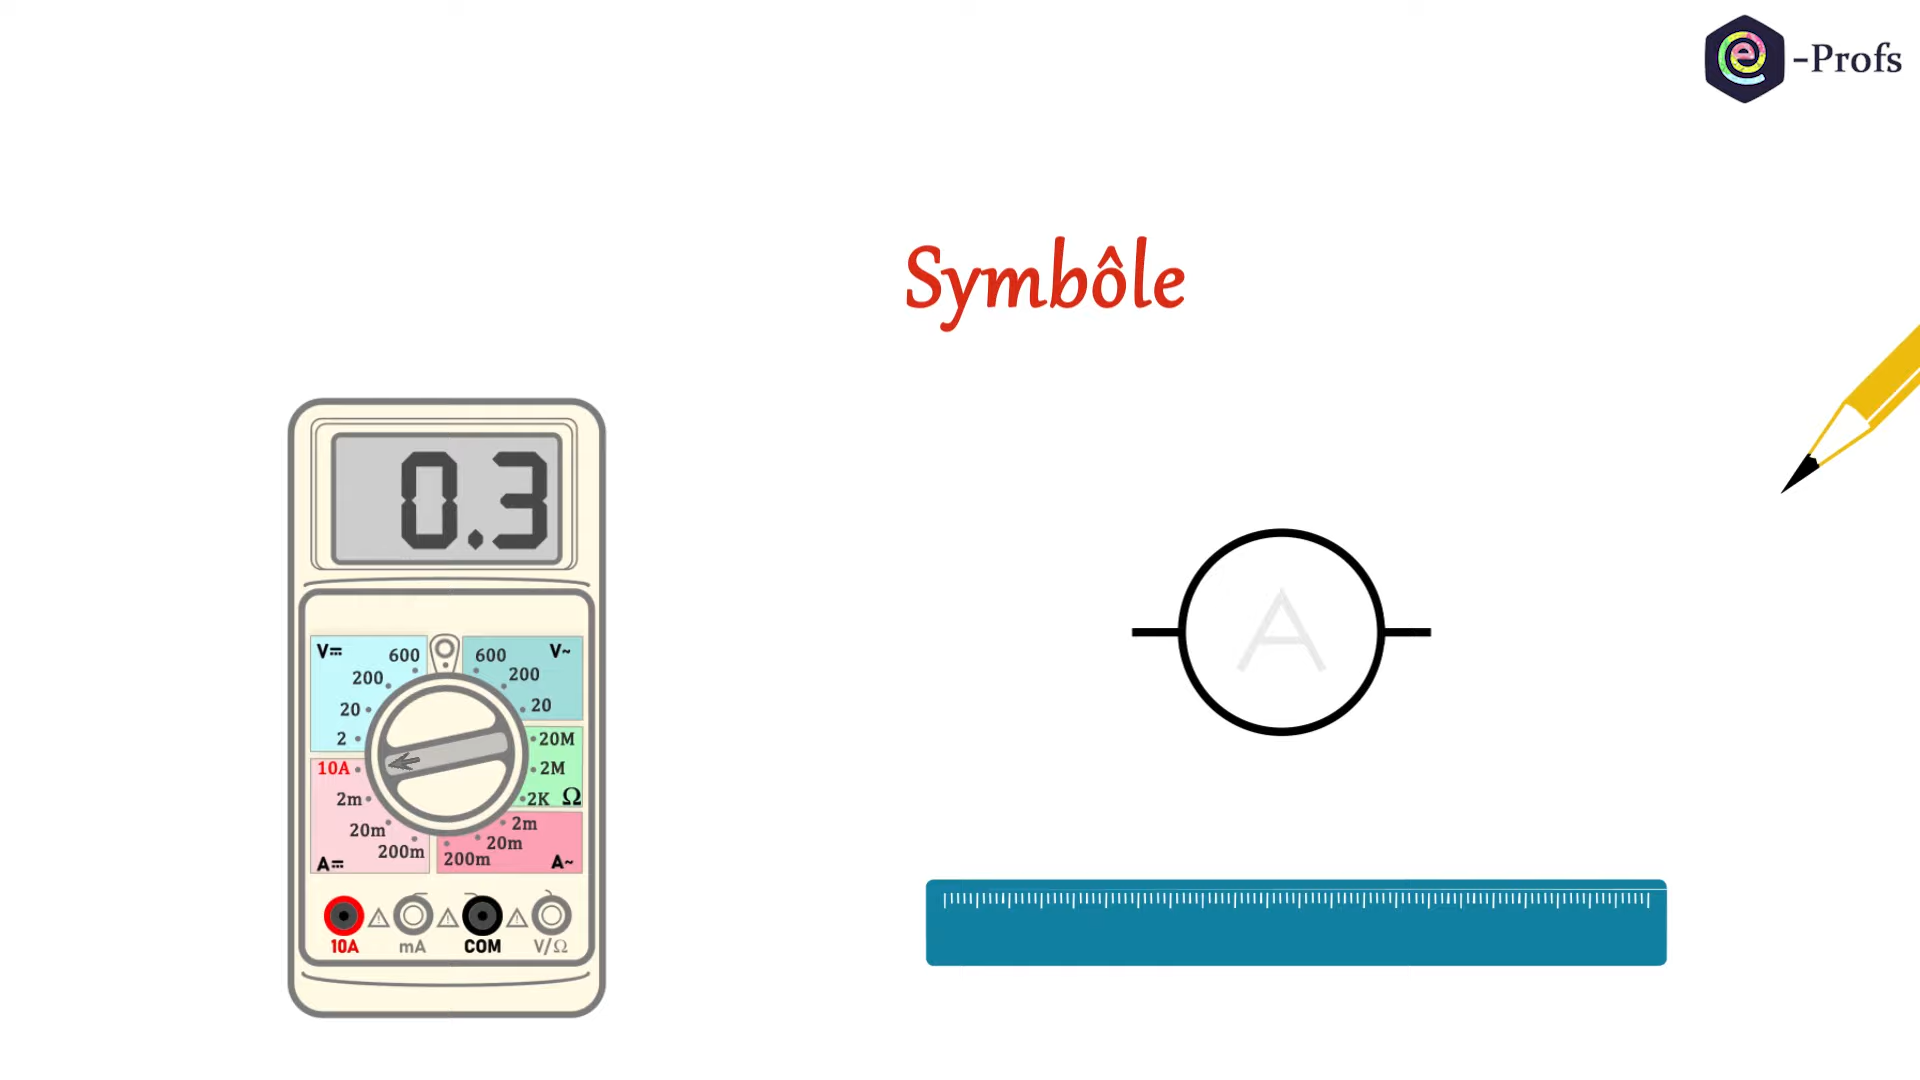 e -Profs
Symbôle
0.3
V⎓ 600 600 V~
200 200
20 20
2 20M
10A 2M
2m 2K Ω
20m 2m
200m 20m
A⎓ 200m A~
10A mA COM V/Ω
A